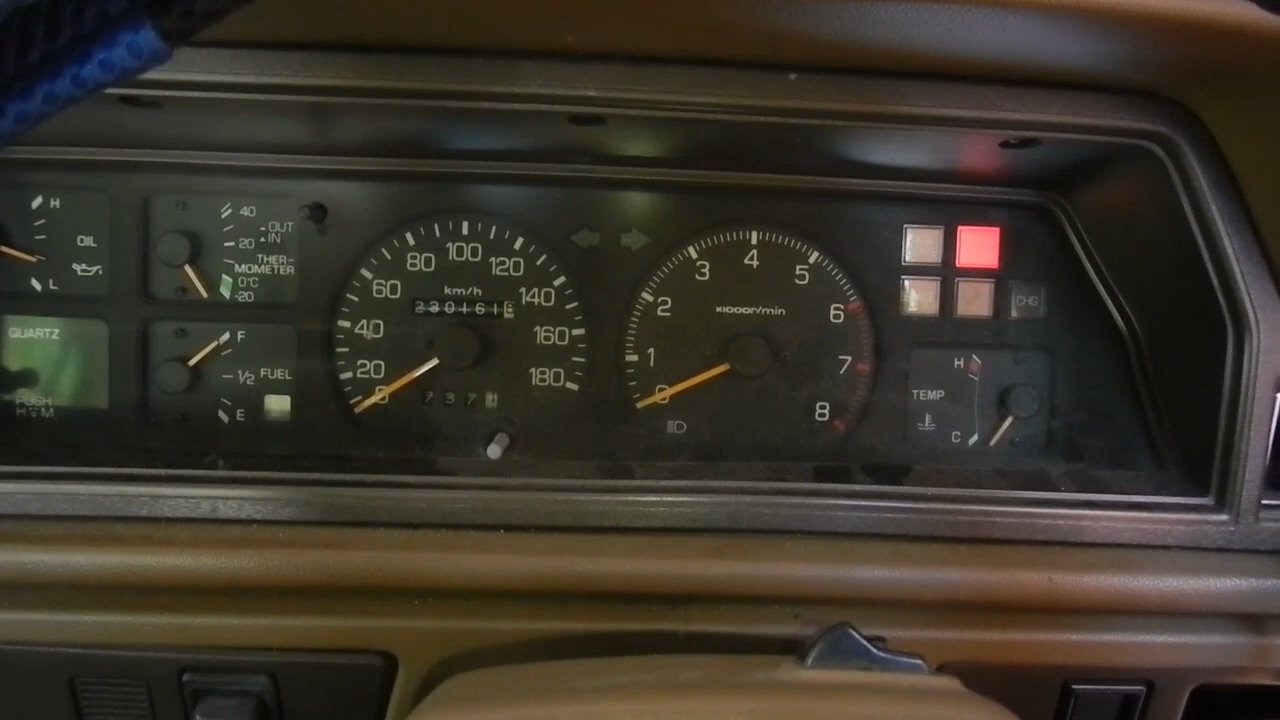 H
OIL
L
40
OUT
20 IN
THER-
MOMETER
0°C
-20
QUARTZ
PUSH
H M
F
1/2 FUEL
E
0 20 40 60 80 100 120 140 160 180
km/h
230161
737
0 1 2 3 4 5 6 7 8
x1000r/min
CHG
H
TEMP
C